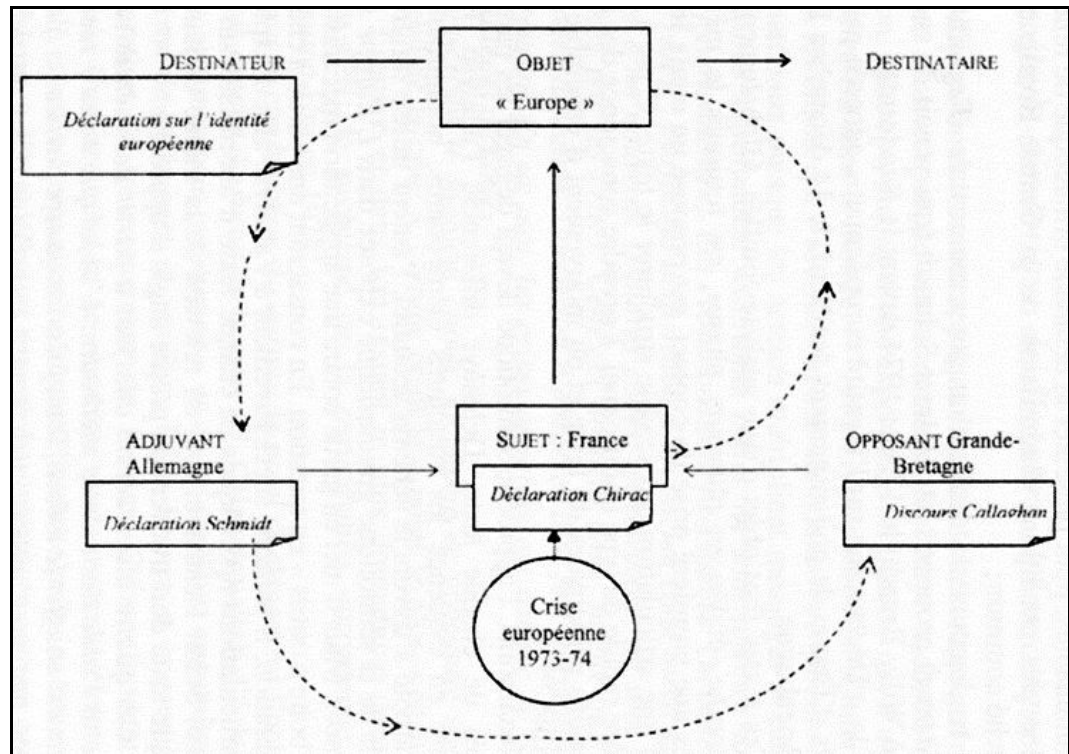 DESTINATEUR
OBJET
« Europe »
DESTINATAIRE
Déclaration sur l'identité
européenne
ADJUVANT
Allemagne
Déclaration Schmidt
SUJET : France
Déclaration Chirac
OPPOSANT Grande-
Bretagne
Discours Callaghan
Crise
européenne
1973-74